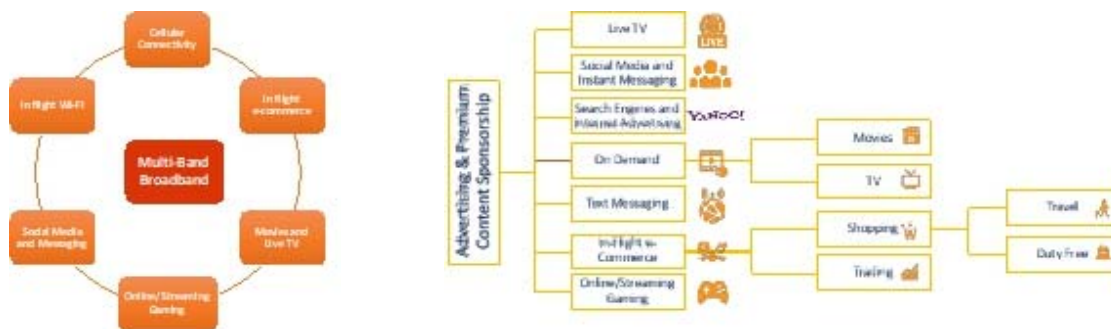 Cellular
Connectivity
In flight WI-FI
In flight
e-commerce
Multi-Band
Broadband
Social Media
and Messaging
Movies and
Live TV
Online/Streaming
Gaming
Advertising & Premium
Content Sponsorship
Live TV
LIVE
Social Media and
Instant Messaging
Search Engines and
Internet Advertising
YAHOO!
On Demand
Movies
TV
Text Messaging
In-Flight e-
Commerce
Shopping
Trading
Travel
Duty Free
Online/Streaming
Gaming